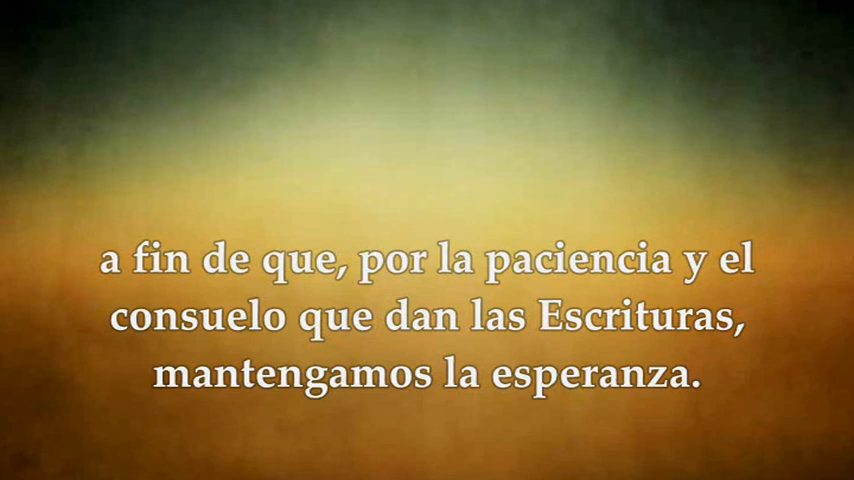 a fin de que, por la paciencia y el
consuelo que dan las Escrituras,
mantengamos la esperanza.